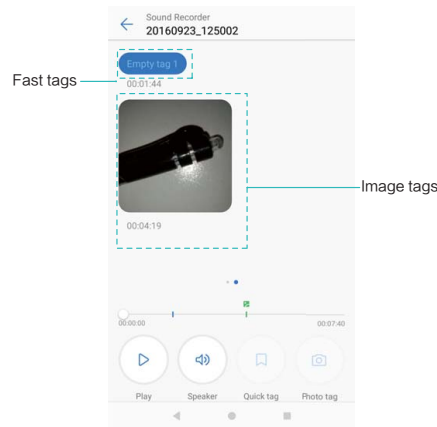 Sound Recorder
20160923_125002
Fast tags
Empty tag 1
00:01:44
Image tags
00:04:19
00:00:00 00:07:40
Play Speaker Quick tag Photo tag